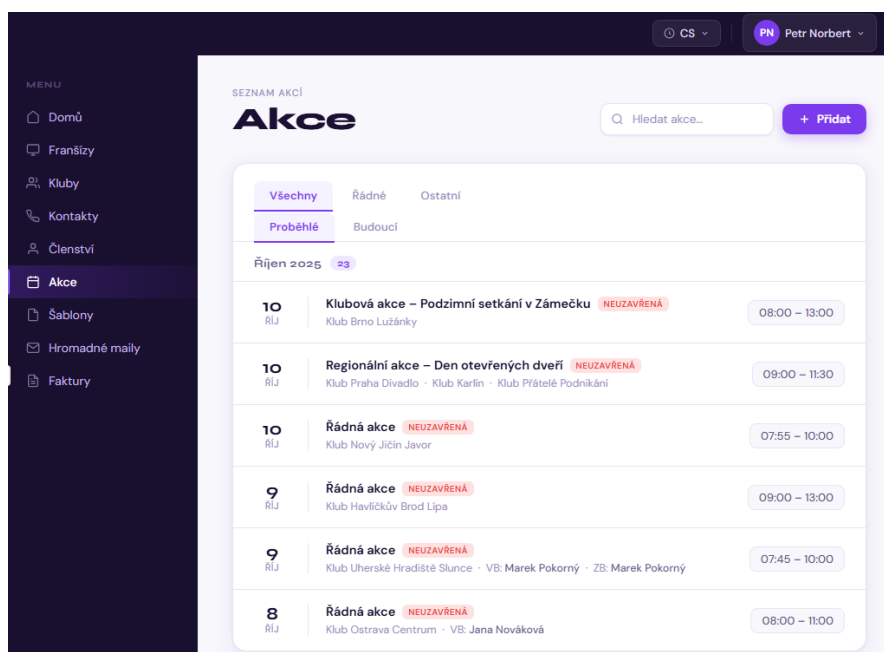 CS
PN Petr Norbert
MENU
Domů
Franšízy
Kluby
Kontakty
Členství
Akce
Šablony
Hromadné maily
Faktury
SEZNAM AKCÍ
Akce
Hledat akce...
+ Přidat
Všechny Řádné Ostatní
Proběhlé Budoucí
Říjen 2025 23
10 Klubová akce – Podzimní setkání v Zámečku NEUZAVŘENÁ 08:00 – 13:00
ŘÍJ Klub Brno Lužánky
10 Regionální akce – Den otevřených dveří NEUZAVŘENÁ 09:00 – 11:30
ŘÍJ Klub Praha Divadlo · Klub Karlín · Klub Přátelé Podnikání
10 Řádná akce NEUZAVŘENÁ 07:55 – 10:00
ŘÍJ Klub Nový Jičín Javor
9 Řádná akce NEUZAVŘENÁ 09:00 – 13:00
ŘÍJ Klub Havlíčkův Brod Lípa
9 Řádná akce NEUZAVŘENÁ 07:45 – 10:00
ŘÍJ Klub Uherské Hradiště Slunce · VB: Marek Pokorný · ZB: Marek Pokorný
8 Řádná akce NEUZAVŘENÁ 08:00 – 11:00
ŘÍJ Klub Ostrava Centrum · VB: Jana Nováková